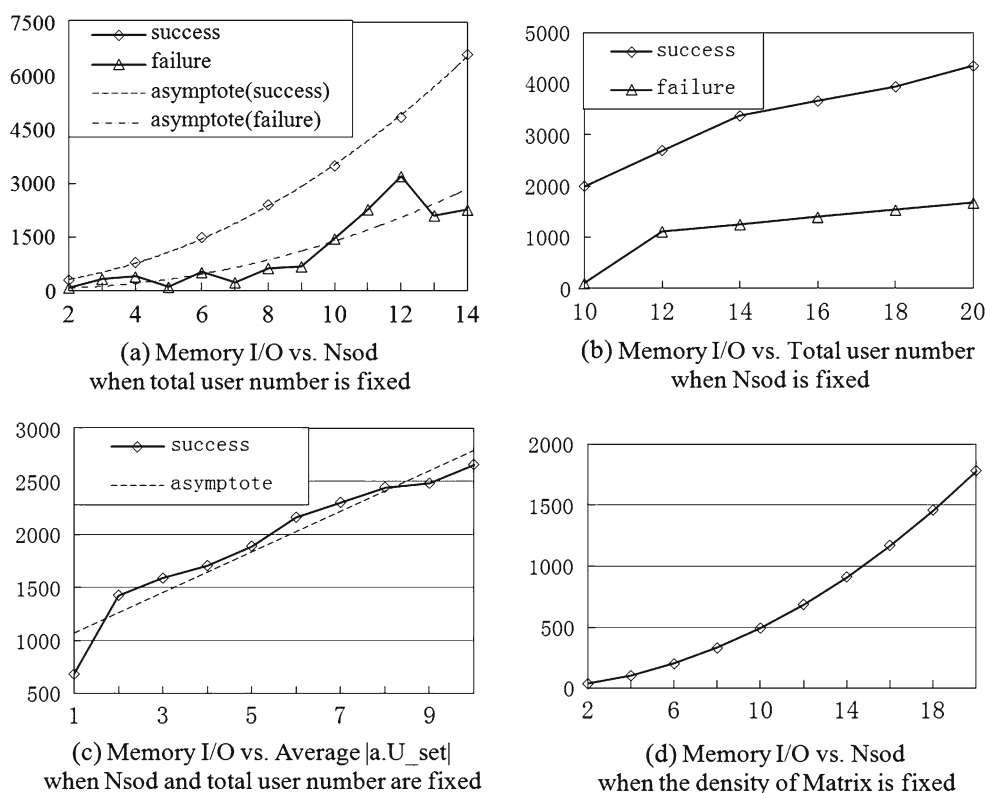 7500
6000
4500
3000
1500
0
success
failure
asymptote(success)
asymptote(failure)
2 4 6 8 10 12 14
(a) Memory I/O vs. Nsod
when total user number is fixed
5000
4000
3000
2000
1000
0
success
failure
10 12 14 16 18 20
(b) Memory I/O vs. Total user number
when Nsod is fixed
3000
2500
2000
1500
1000
500
success
asymptote
1 3 5 7 9
(c) Memory I/O vs. Average |a.U_set|
when Nsod and total user number are fixed
2000
1500
1000
500
0
2 6 10 14 18
(d) Memory I/O vs. Nsod
when the density of Matrix is fixed